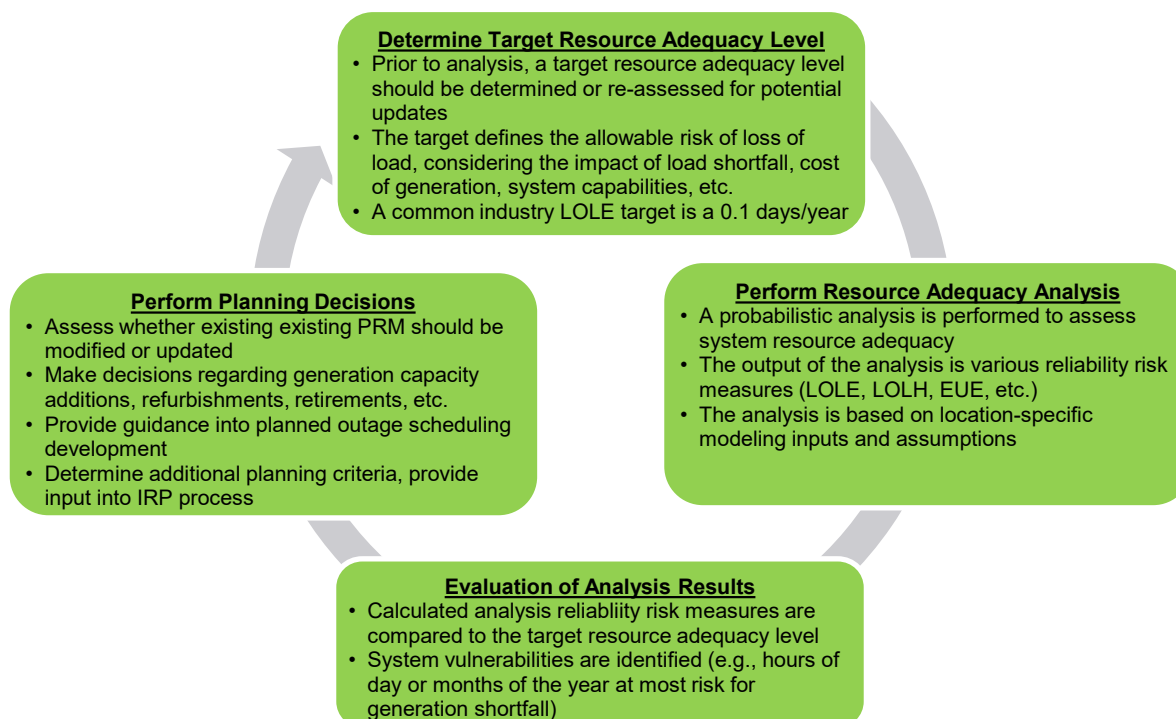 Determine Target Resource Adequacy Level
• Prior to analysis, a target resource adequacy level
should be determined or re-assessed for potential
updates
• The target defines the allowable risk of loss of
load, considering the impact of load shortfall, cost
of generation, system capabilities, etc.
• A common industry LOLE target is a 0.1 days/year
Perform Resource Adequacy Analysis
• A probabilistic analysis is performed to assess
system resource adequacy
• The output of the analysis is various reliability risk
measures (LOLE, LOLH, EUE, etc.)
• The analysis is based on location-specific
modeling inputs and assumptions
Evaluation of Analysis Results
• Calculated analysis reliabliity risk measures are
compared to the target resource adequacy level
• System vulnerabilities are identified (e.g., hours of
day or months of the year at most risk for
generation shortfall)
Perform Planning Decisions
• Assess whether existing existing PRM should be
modified or updated
• Make decisions regarding generation capacity
additions, refurbishments, retirements, etc.
• Provide guidance into planned outage scheduling
development
• Determine additional planning criteria, provide
input into IRP process